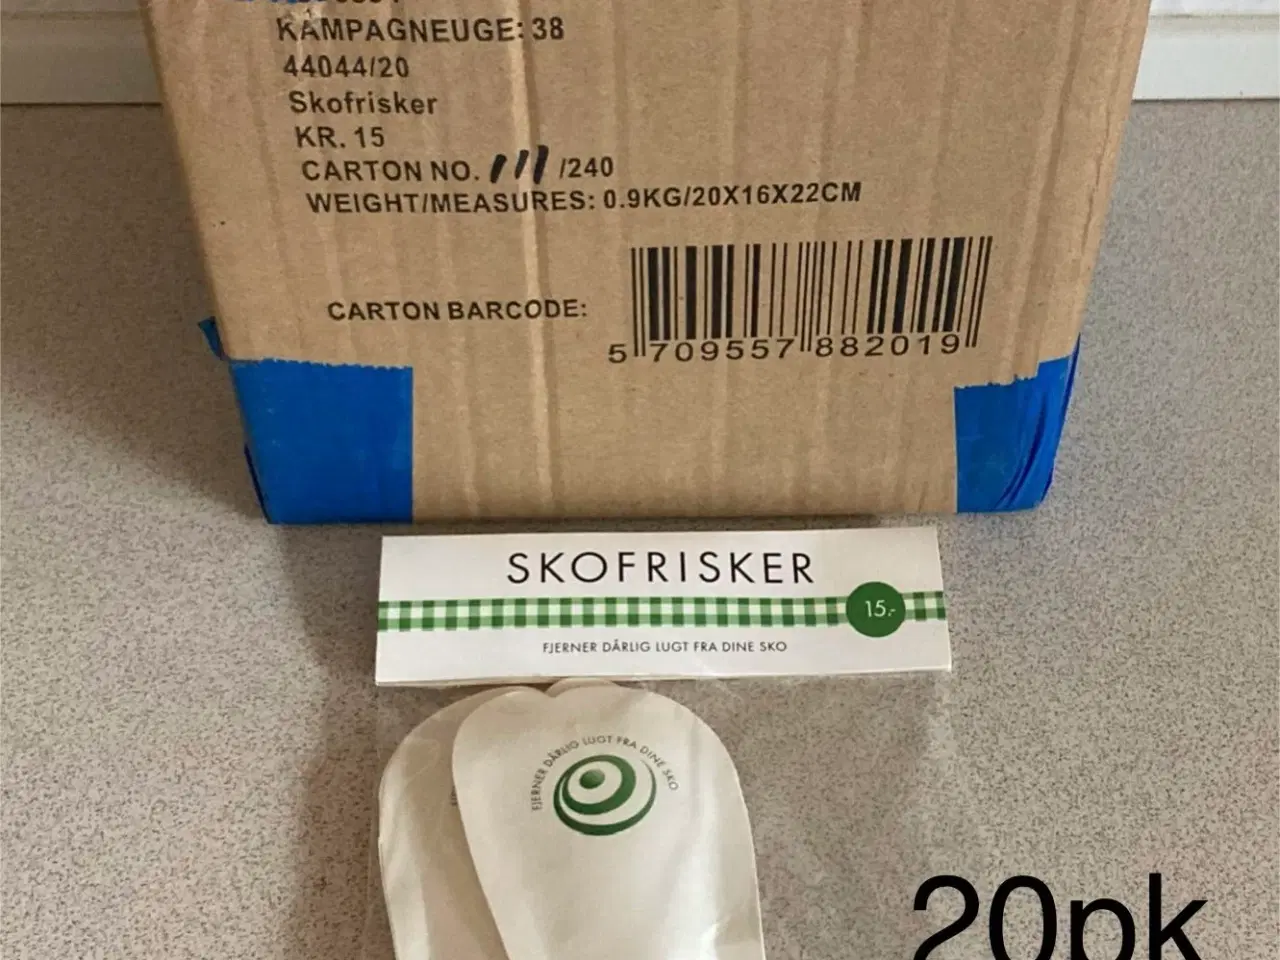 KAMPAGNEUGE: 38
44044/20
Skofrisker
KR. 15
CARTON NO. 111 /240
WEIGHT/MEASURES: 0.9KG/20X16X22CM
CARTON BARCODE:
5 709557 882019
SKOFRISKER
15.-
FJERNER DÅRLIG LUGT FRA DINE SKO
FJERNER DÅRLIG LUGT FRA DINE SKO
20pk